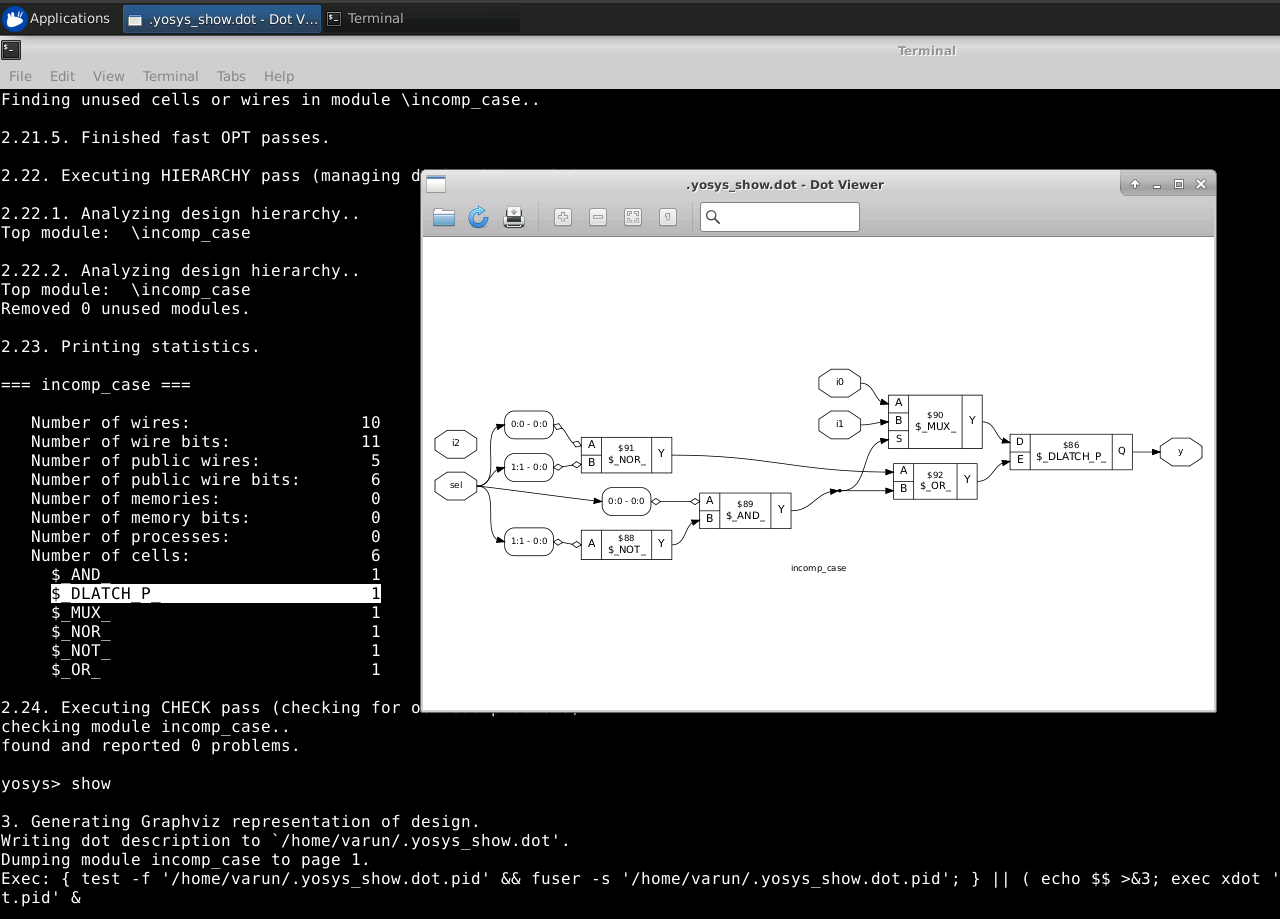 Applications
.yosys_show.dot - Dot V...
Terminal
Terminal
File Edit View Terminal Tabs Help
Finding unused cells or wires in module \incomp_case..
2.21.5. Finished fast OPT passes.
2.22. Executing HIERARCHY pass (managing d
2.22.1. Analyzing design hierarchy..
Top module:  \incomp_case
2.22.2. Analyzing design hierarchy..
Top module:  \incomp_case
Removed 0 unused modules.
2.23. Printing statistics.
=== incomp_case ===
Number of wires: 10
Number of wire bits: 11
Number of public wires: 5
Number of public wire bits: 6
Number of memories: 0
Number of memory bits: 0
Number of processes: 0
Number of cells: 6
$_AND_ 1
$_DLATCH_P_ 1
$_MUX_ 1
$_NOR_ 1
$_NOT_ 1
$_OR_ 1
2.24. Executing CHECK pass (checking for o
checking module incomp_case..
found and reported 0 problems.
yosys> show
3. Generating Graphviz representation of design.
Writing dot description to `/home/varun/.yosys_show.dot'.
Dumping module incomp_case to page 1.
Exec: { test -f '/home/varun/.yosys_show.dot.pid' && fuser -s '/home/varun/.yosys_show.dot.pid'; } || ( echo $$ >&3; exec xdot '
t.pid' &
.yosys_show.dot - Dot Viewer
i2
sel
0:0 - 0:0
1:1 - 0:0
1:1 - 0:0
A
B
$91
$_NOR_
Y
0:0 - 0:0
A
$88
$_NOT_
Y
A
B
$89
$_AND_
Y
i0
i1
A
B
S
$90
$_MUX_
Y
A
B
$92
$_OR_
Y
D
E
$86
$_DLATCH_P_
Q
y
incomp_case